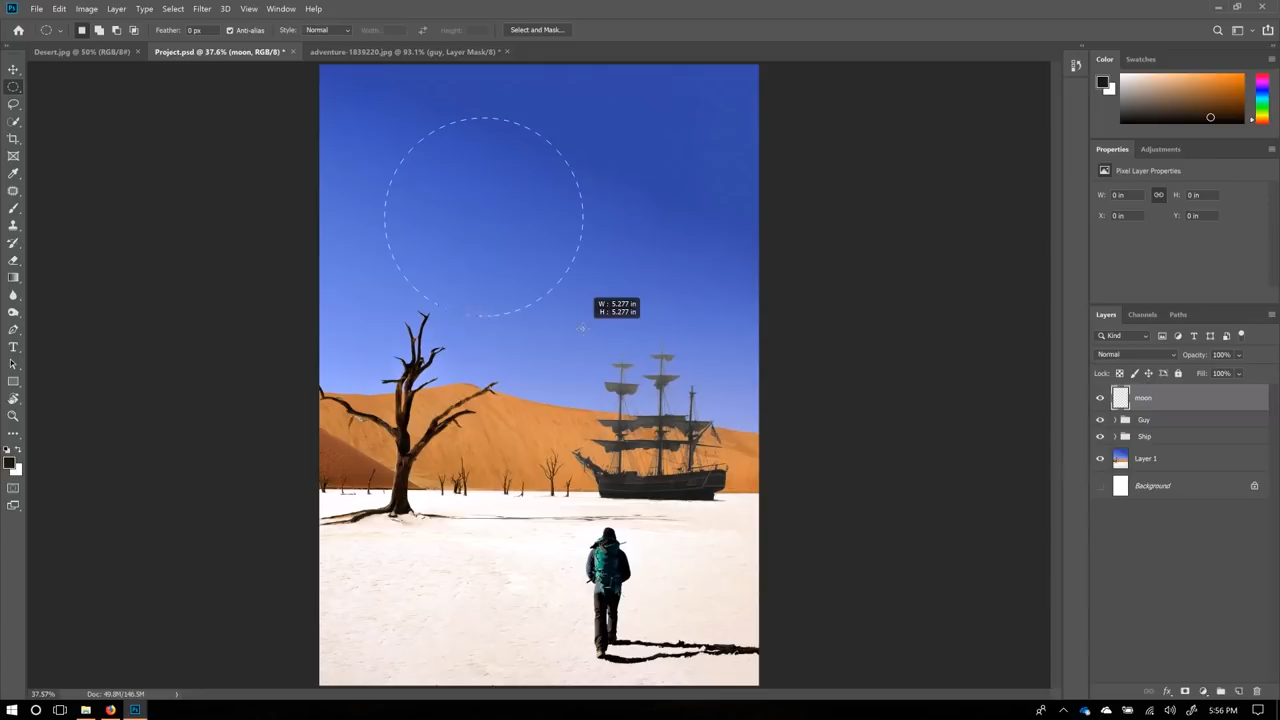 Ps File Edit Image Layer Type Select Filter 3D View Window Help
Feather: 0 px Anti-alias Style: Normal Width: Height: Select and Mask...
Desert.jpg @ 50% (RGB/8#) × Project.psd @ 37.6% (moon, RGB/8) * × adventure-1839220.jpg @ 93.1% (guy, Layer Mask/8) * ×
Color Swatches
Properties Adjustments
Pixel Layer Properties
W: 0 in H: 0 in
X: 0 in Y: 0 in
W : 5.277 in
H : 5.277 in
Layers Channels Paths
Kind
Normal Opacity: 100%
Lock: Fill: 100%
moon
Guy
Ship
Layer 1
Background
37.57% Doc: 49.8M/146.5M
Ps 5:56 PM